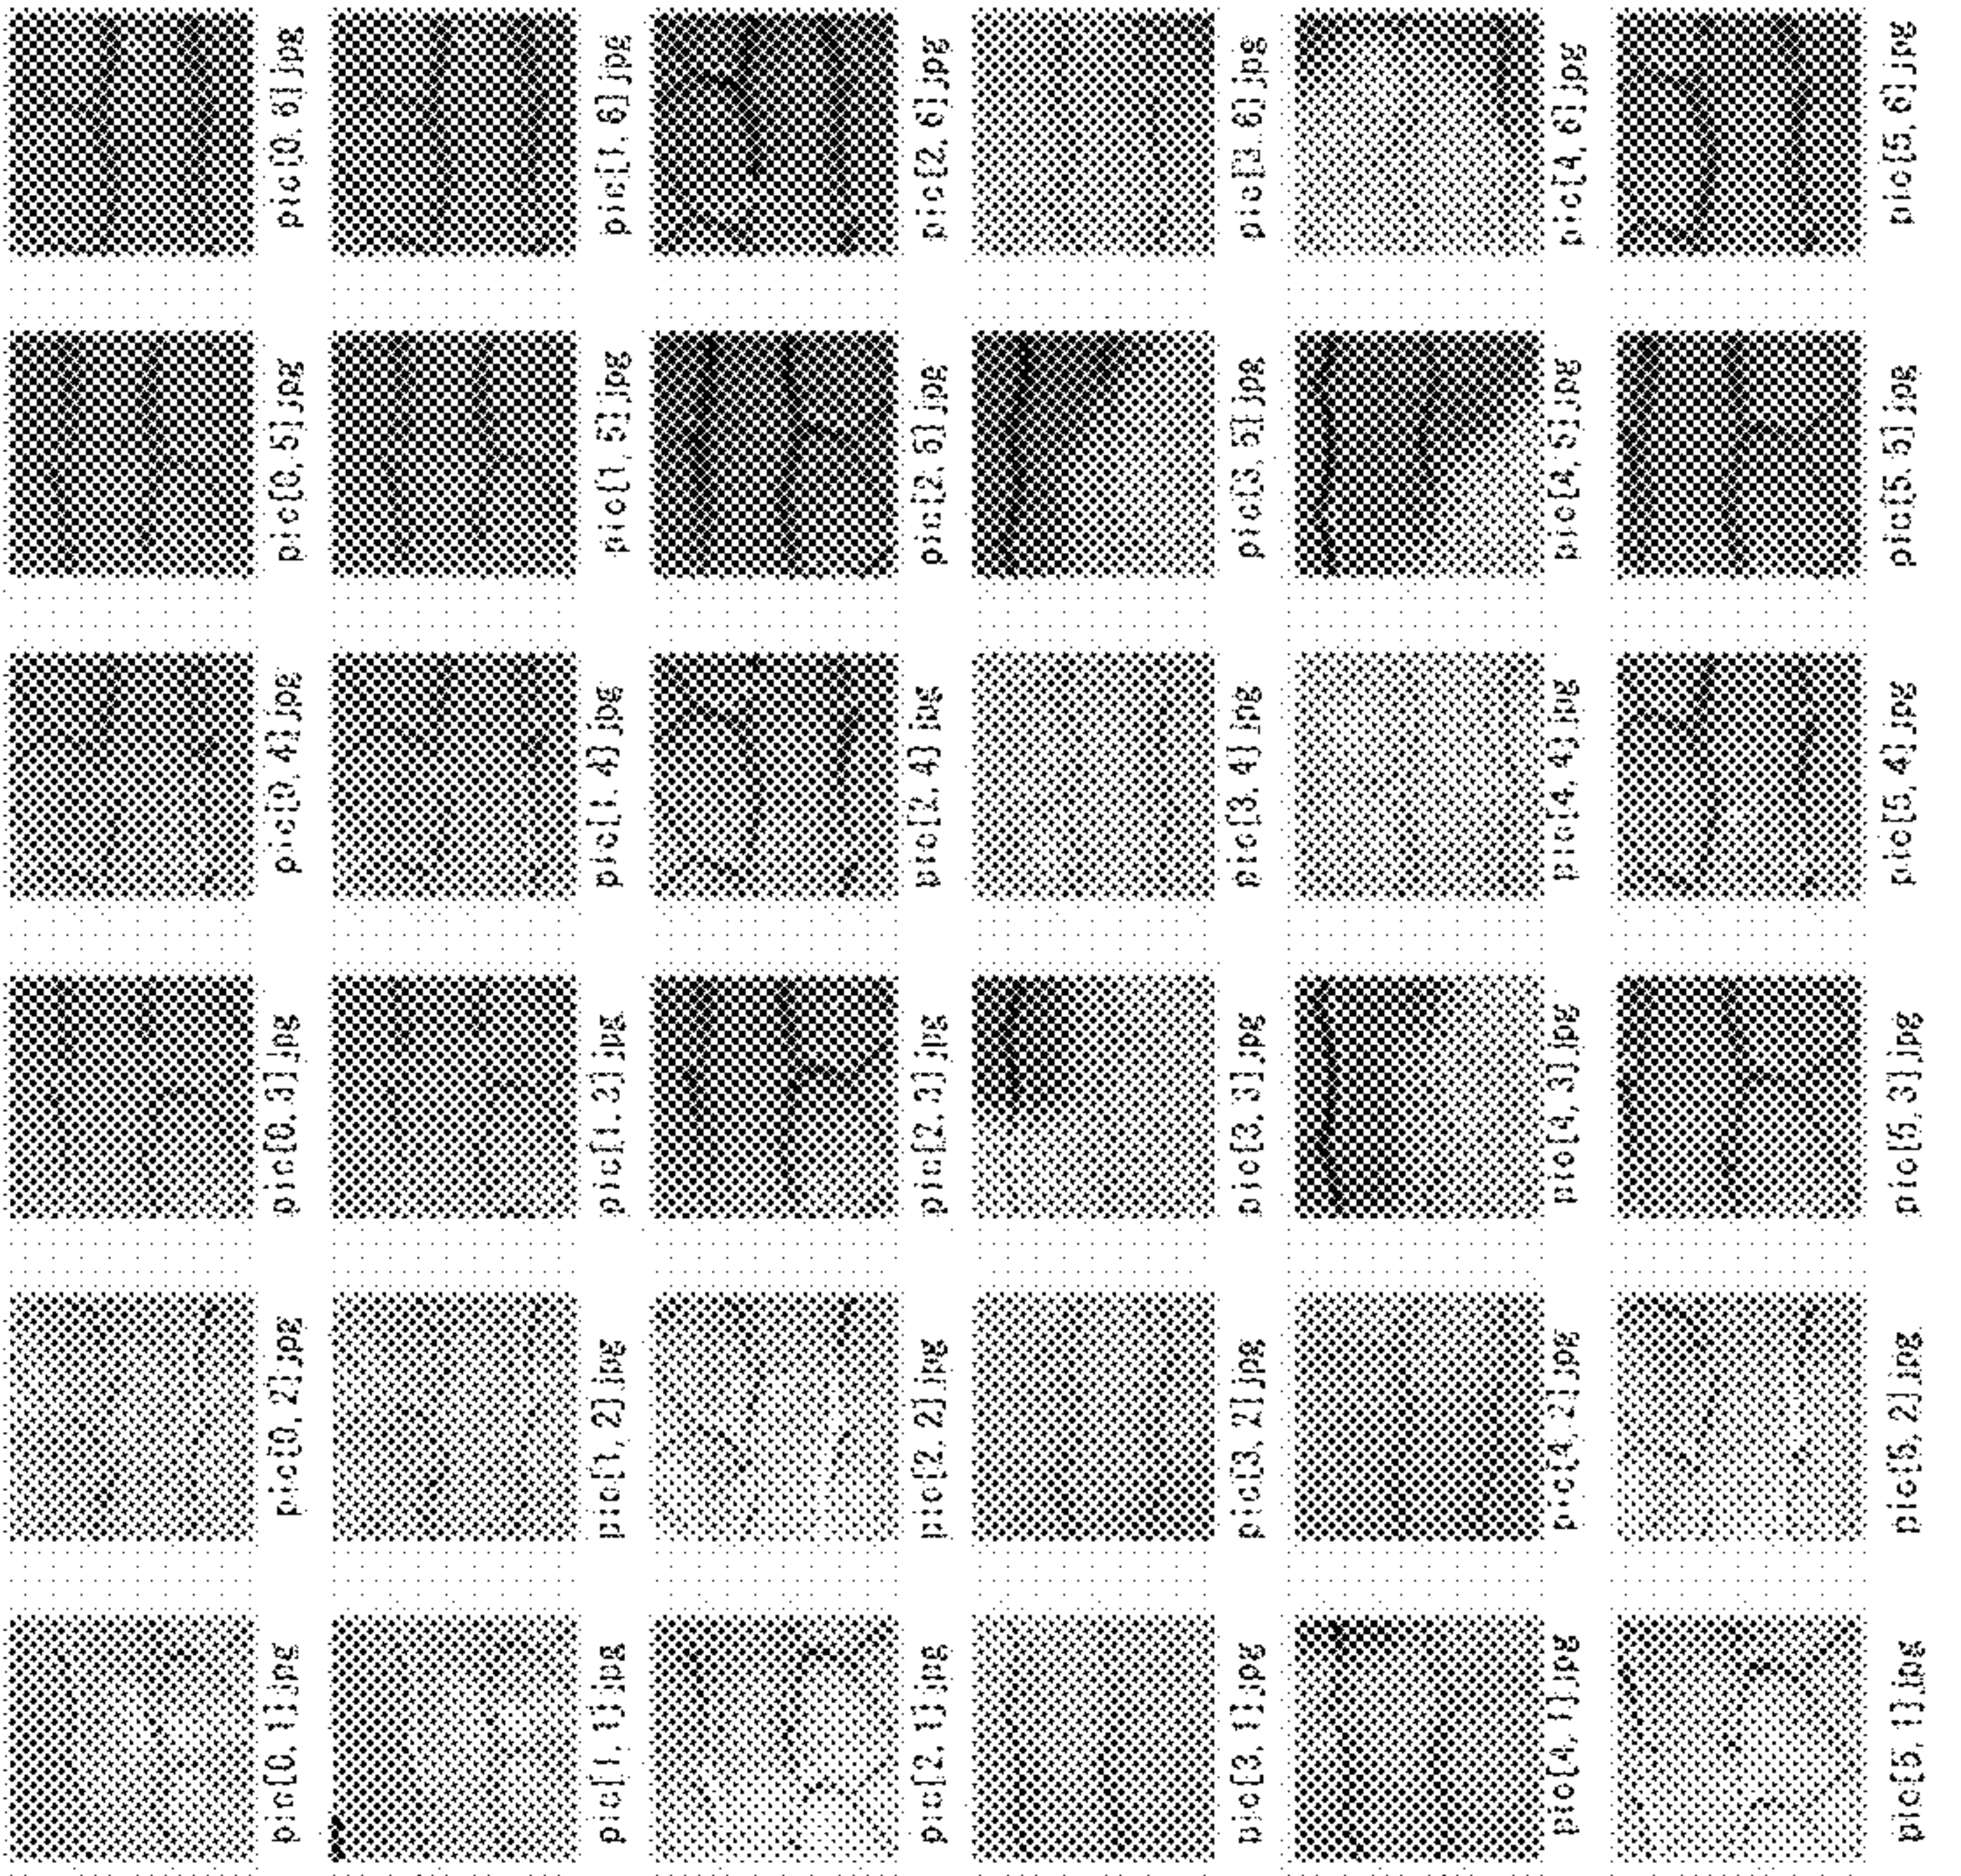 pic[0,1].jpg pic[0,2].jpg pic[0,3].jpg pic[0,4].jpg pic[0,5].jpg pic[0,6].jpg
pic[1,1].jpg pic[1,2].jpg pic[1,3].jpg pic[1,4].jpg pic[1,5].jpg pic[1,6].jpg
pic[2,1].jpg pic[2,2].jpg pic[2,3].jpg pic[2,4].jpg pic[2,5].jpg pic[2,6].jpg
pic[3,1].jpg pic[3,2].jpg pic[3,3].jpg pic[3,4].jpg pic[3,5].jpg pic[3,6].jpg
pic[4,1].jpg pic[4,2].jpg pic[4,3].jpg pic[4,4].jpg pic[4,5].jpg pic[4,6].jpg
pic[5,1].jpg pic[5,2].jpg pic[5,3].jpg pic[5,4].jpg pic[5,5].jpg pic[5,6].jpg